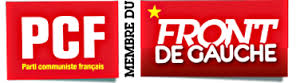 PCF
Parti communiste français
MEMBRE DU
FRONT
DE GAUCHE